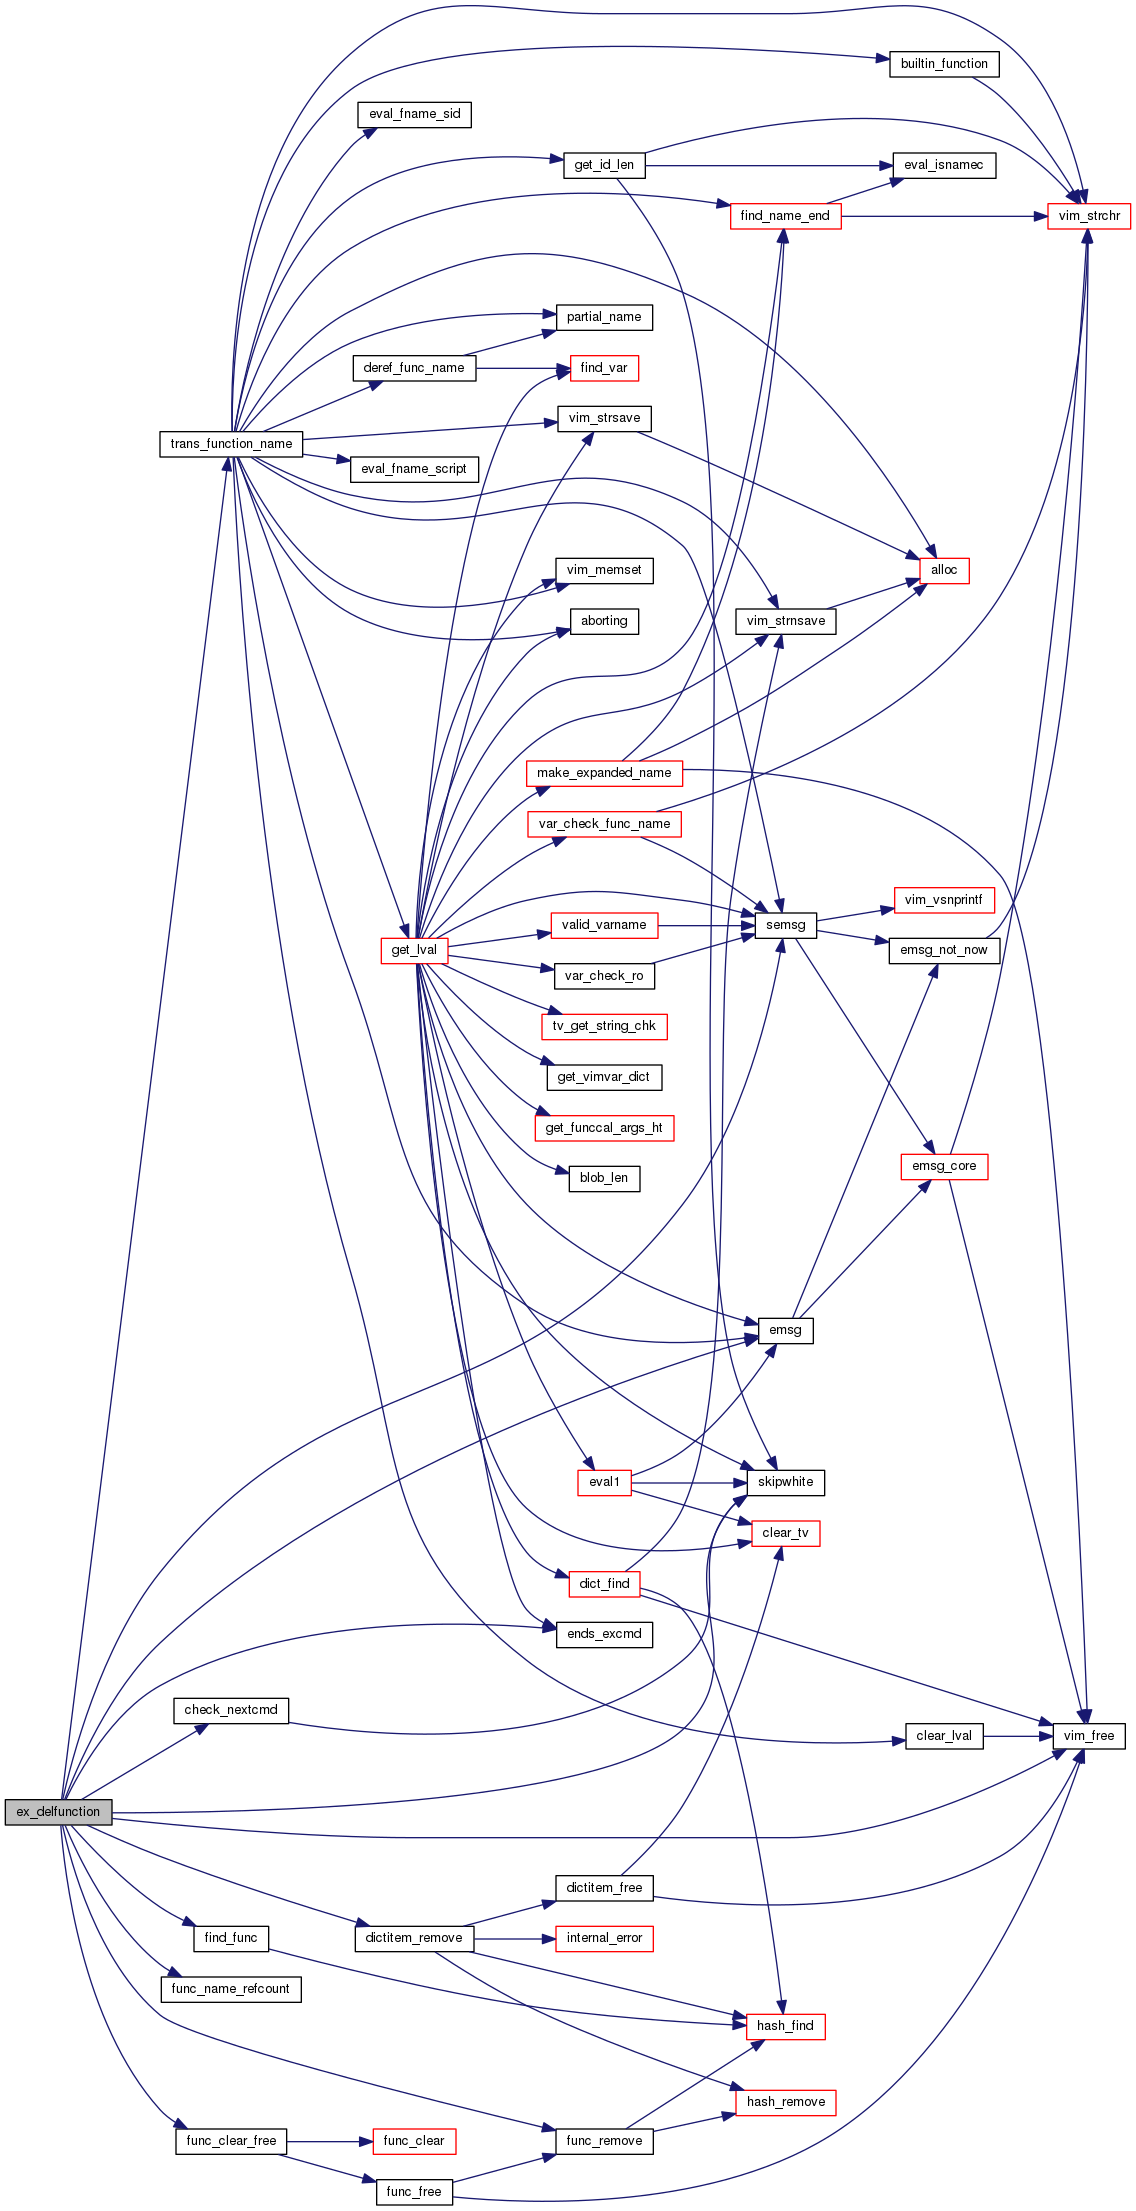 builtin_function
eval_fname_sid
get_id_len
eval_isnamec
find_name_end
vim_strchr
partial_name
deref_func_name
find_var
vim_strsave
trans_function_name
eval_fname_script
vim_memset
alloc
aborting
vim_strnsave
make_expanded_name
var_check_func_name
vim_vsnprintf
valid_varname
semsg
get_lval
emsg_not_now
var_check_ro
tv_get_string_chk
get_vimvar_dict
get_funccal_args_ht
emsg_core
blob_len
emsg
eval1
skipwhite
clear_tv
dict_find
ends_excmd
check_nextcmd
clear_lval
vim_free
ex_delfunction
dictitem_free
find_func
dictitem_remove
internal_error
func_name_refcount
hash_find
hash_remove
func_clear_free
func_clear
func_remove
func_free